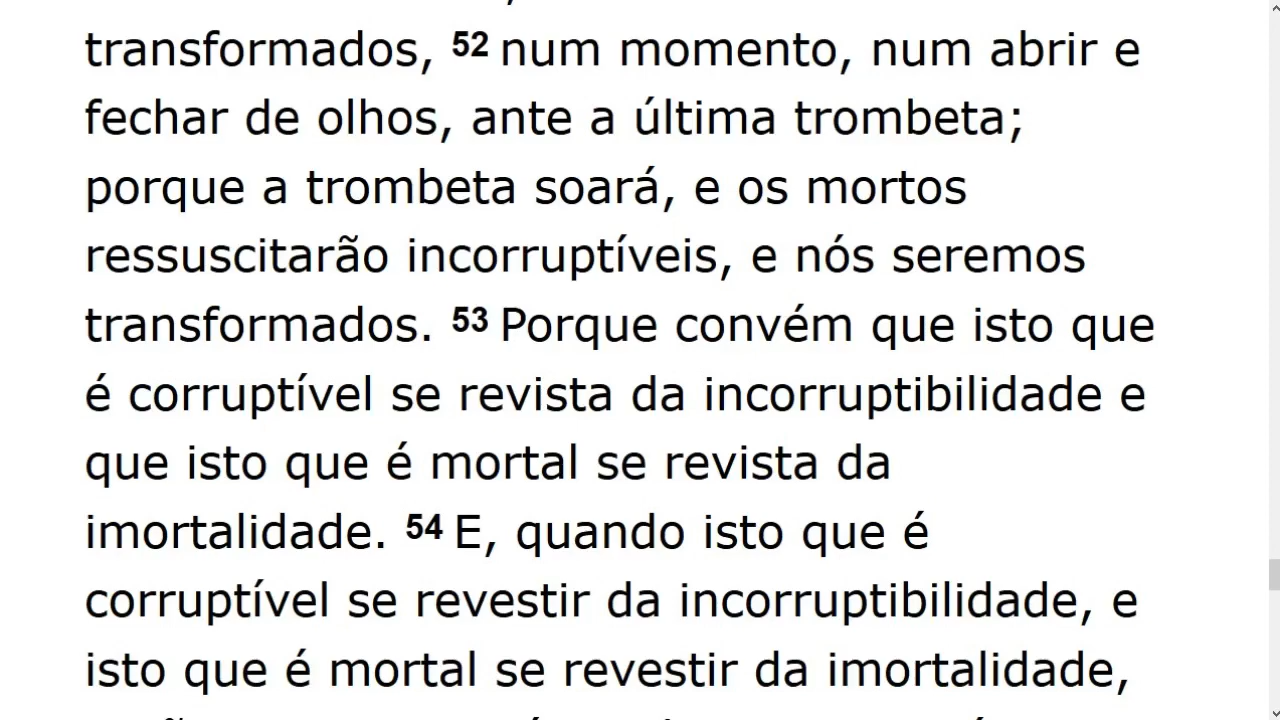 transformados, 52 num momento, num abrir e
fechar de olhos, ante a última trombeta;
porque a trombeta soará, e os mortos
ressuscitarão incorruptíveis, e nós seremos
transformados. 53 Porque convém que isto que
é corruptível se revista da incorruptibilidade e
que isto que é mortal se revista da
imortalidade. 54 E, quando isto que é
corruptível se revestir da incorruptibilidade, e
isto que é mortal se revestir da imortalidade,